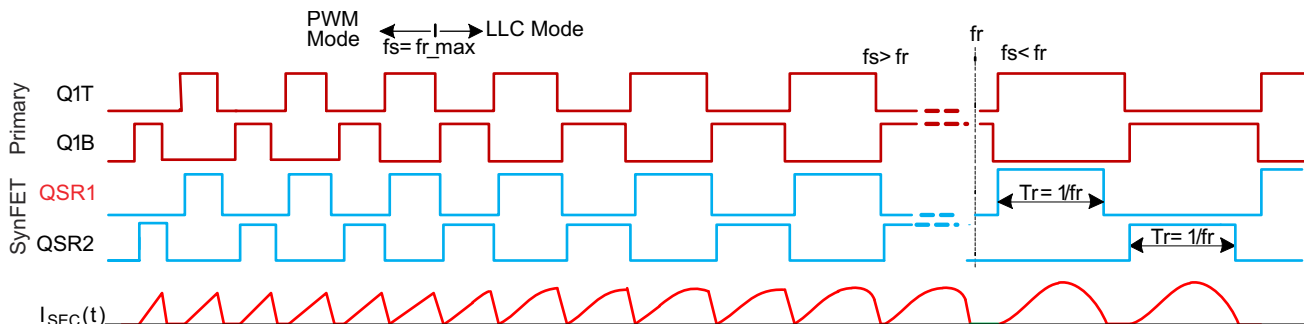 PWM Mode
fs= fr_max
LLC Mode
fs> fr
fr
fs< fr
Primary
Q1T
Q1B
SynFET
QSR1
Tr= 1/fr
QSR2
Tr= 1/fr
ISEC(t)